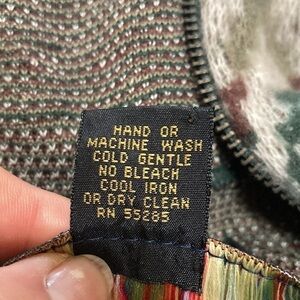 HAND OR
MACHINE WASH
COLD GENTLE
NO BLEACH
COOL IRON
OR DRY CLEAN
RN 55285